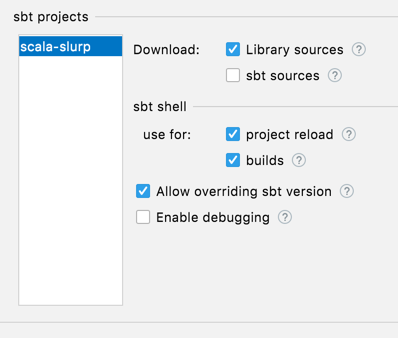 sbt projects
scala-slurp
Download: Library sources ?
sbt sources ?
sbt shell
use for: project reload ?
builds ?
Allow overriding sbt version ?
Enable debugging ?